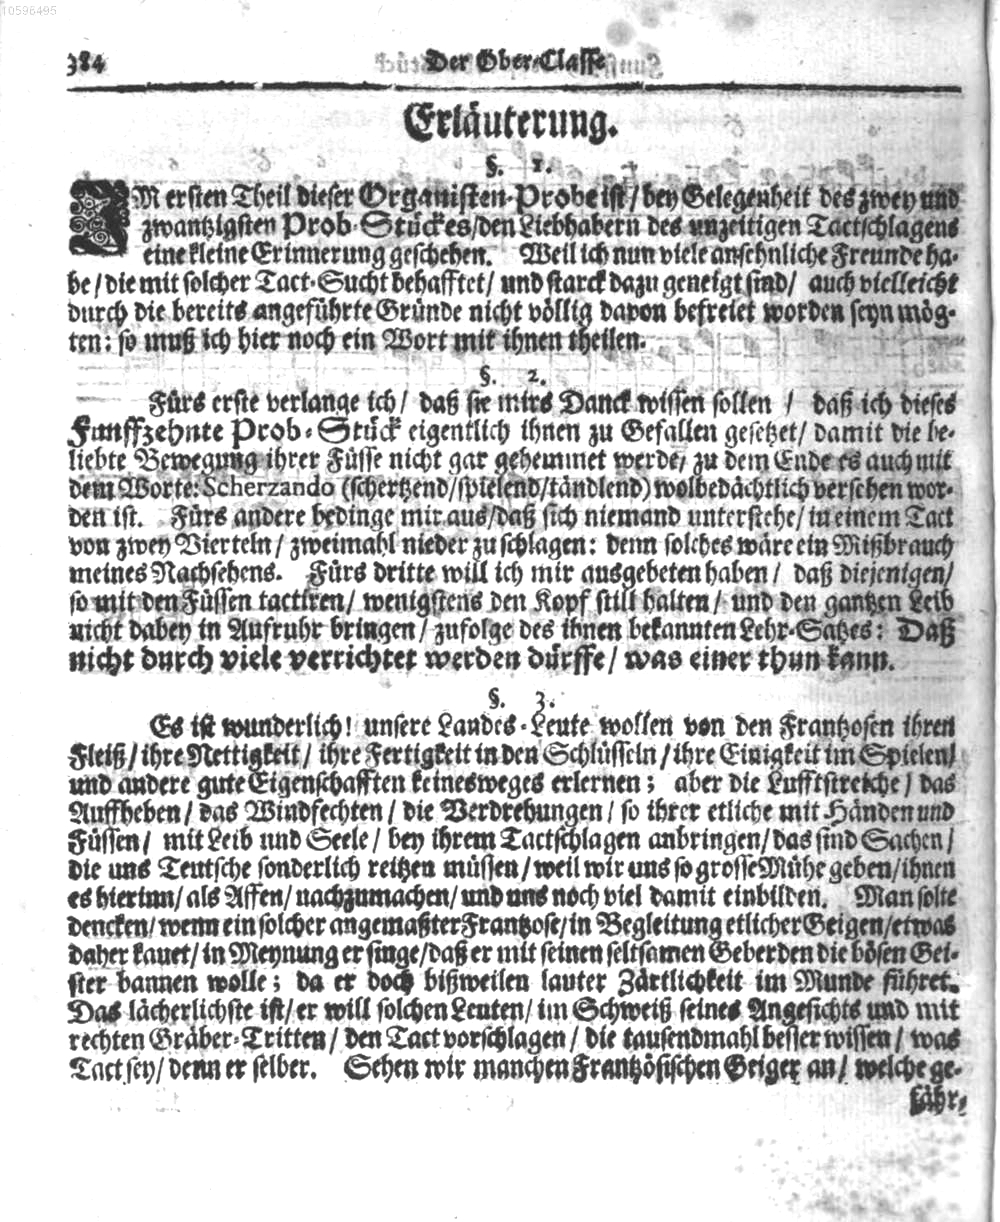 10598495
384 Der Ober-Classe
Erläuterung.
§. 1.
IM ersten Theil dieser Organisten-Probe ist / bey Gelegenheit des zwey und
zwantzigsten Prob-Stückes / den Liebhabern des unzeitigen Tactschlagens
eine kleine Erinnerung geschehen. Weil ich nun viele ansehnliche Freunde ha-
be / die mit solcher Tact-Sucht behafftet / und starck dazu geneigt sind / auch vielleicht
durch die bereits angeführte Gründe nicht völlig davon befreiet worden seyn mög-
ten: so muß ich hier noch ein Wort mit ihnen theilen.
§. 2.
Fürs erste verlange ich / daß sie mirs Danck wissen sollen / daß ich dieses
Funffzehnte Prob-Stück eigentlich ihnen zu Gefallen gesetzet / damit die be-
liebte Bewegung ihrer Füsse nicht gar gehemmet werde / zu dem Ende es auch mit
dem Worte: Scherzando (schertzend / spielend / tändlend) wolbedächtlich versehen wor-
den ist. Fürs andere bedinge mir aus / daß sich niemand unterstehe / in einem Tact
von zwey Vierteln / zweimahl nieder zu schlagen: denn solches wäre ein Mißbrauch
meines Nachsehens. Fürs dritte will ich mir ausgebeten haben / daß diejenigen /
so mit den Füssen tactiren / wenigstens den Kopf still halten / und den gantzen Leib
nicht dabey in Aufruhr bringen / zufolge des ihnen bekannten Lehr-Satzes: Daß
nicht durch viele verrichtet werden dürffe / was einer thun kann.
§. 3.
Es ist wunderlich! unsere Landes-Leute wollen von den Frantzosen ihren
Fleiß / ihre Nettigkeit / ihre Fertigkeit in den Schlüsseln / ihre Einigkeit im Spielen /
und andere gute Eigenschafften keinesweges erlernen; aber die Lufftstreiche / das
Auffheben / das Windfechten / die Verdrehungen / so ihrer etliche mit Händen und
Füssen / mit Leib und Seele / bey ihrem Tactschlagen anbringen / das sind Sachen /
die uns Teutsche sonderlich reitzen müssen / weil wir uns so grosse Mühe geben / ihnen
es hierinn / als Affen / nachzumachen / und uns noch viel damit einbilden. Man solte
dencken / wenn ein solcher angemaßter Frantzose / in Begleitung etlicher Geigen / etwas
daher kauet / in Meynung er singe / daß er mit seinen seltsamen Geberden die bösen Gei-
ster bannen wolle; da er doch bißweilen lauter Zärtlichkeit im Munde führet.
Das lächerlichste ist / er will solchen Leuten / im Schweiß seines Angesichts und mit
rechten Gräber-Tritten / den Tact vorschlagen / die tausendmahl besser wissen / was
Tact sey / denn er selber. Sehen wir manchen Frantzösischen Geiger an / welche ge-
fähr-